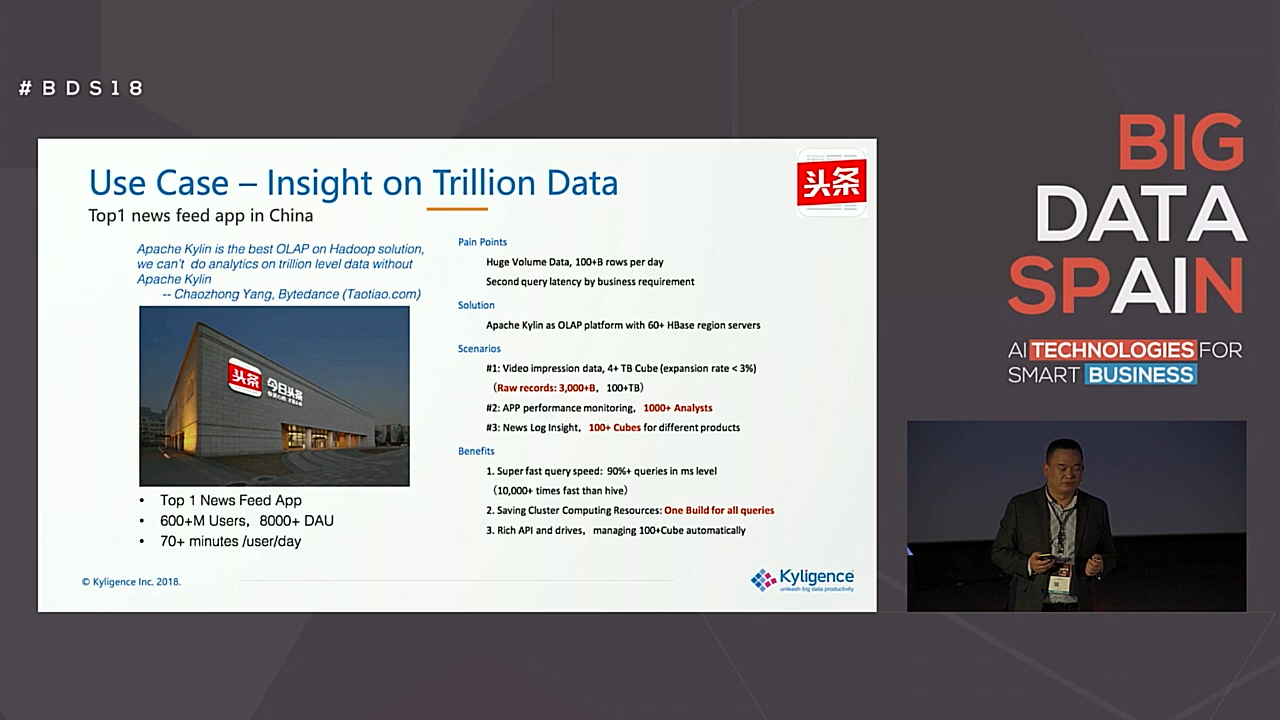 #BDS18
Use Case – Insight on Trillion Data
Top1 news feed app in China
头条
Apache Kylin is the best OLAP on Hadoop solution,
we can't do analytics on trillion level data without
Apache Kylin
-- Chaozhong Yang, Bytedance (Taotiao.com)
头条
今日头条
• Top 1 News Feed App
• 600+M Users，8000+ DAU
• 70+ minutes /user/day
Pain Points
Huge Volume Data, 100+B rows per day
Second query latency by business requirement
Solution
Apache Kylin as OLAP platform with 60+ HBase region servers
Scenarios
#1: Video impression data, 4+ TB Cube (expansion rate < 3%)
（Raw records: 3,000+B，100+TB）
#2: APP performance monitoring，1000+ Analysts
#3: News Log Insight，100+ Cubes for different products
Benefits
1. Super fast query speed: 90%+ queries in ms level
（10,000+ times fast than hive）
2. Saving Cluster Computing Resources: One Build for all queries
3. Rich API and drives，managing 100+Cube automatically
© Kyligence Inc. 2018.
Kyligence
unleash big data productivity
BIG
DATA
SPAIN
AI TECHNOLOGIES FOR
SMART BUSINESS